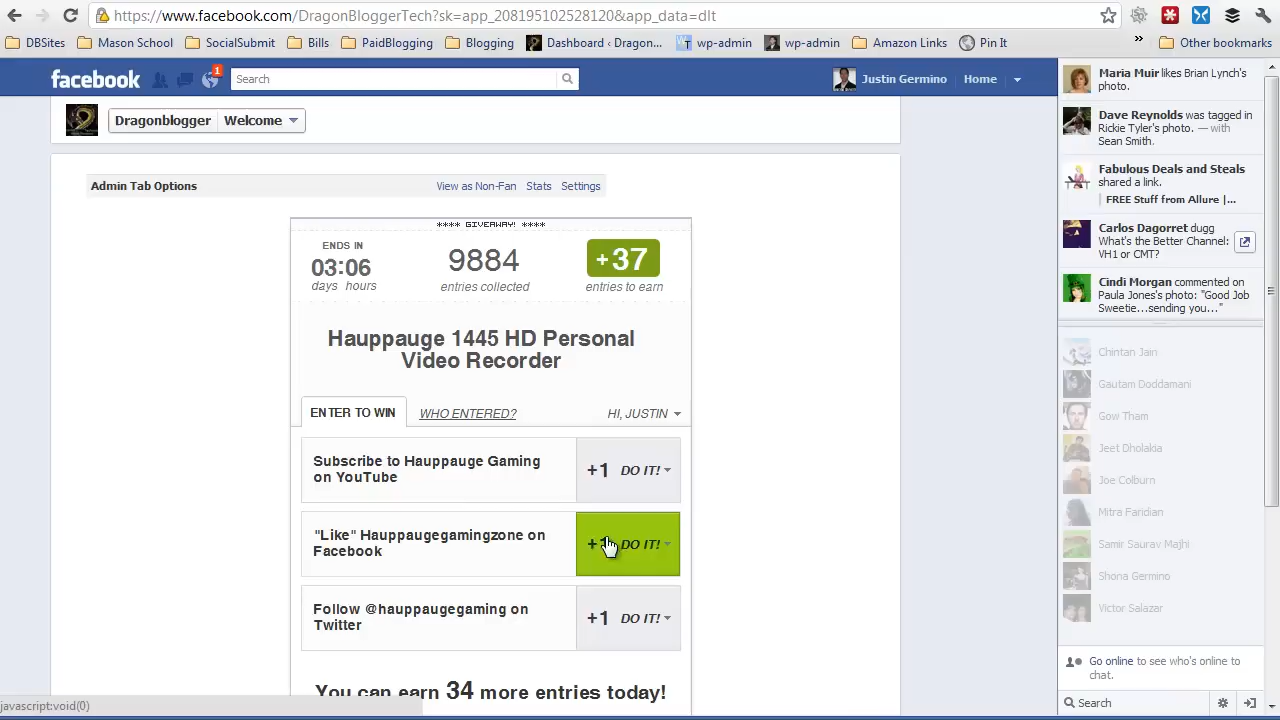 https://www.facebook.com/DragonBloggerTech?sk=app_208195102528120&app_data=dlt
DBSites
Mason School
SocialSubmit
Bills
PaidBlogging
Blogging
Dashboard ‹ Dragon...
wp-admin
wp-admin
Amazon Links
Pin It
»
Other bookmarks
facebook
1
Search
Justin Germino
Home
Dragonblogger
Welcome
Admin Tab Options
View as Non-Fan
Stats
Settings
**** GIVEAWAY! ****
ENDS IN
03:06
days hours
9884
entries collected
+37
entries to earn
Hauppauge 1445 HD Personal
Video Recorder
ENTER TO WIN
WHO ENTERED?
HI, JUSTIN
Subscribe to Hauppauge Gaming
on YouTube
+1 DO IT!
"Like" Hauppaugegamingzone on
Facebook
DO IT!
Follow @hauppaugegaming on
Twitter
+1 DO IT!
You can earn 34 more entries today!
javascript:void(0)
Maria Muir likes Brian Lynch's
photo.
Dave Reynolds was tagged in
Rickie Tyler's photo. — with
Sean Smith.
Fabulous Deals and Steals
shared a link.
FREE Stuff from Allure |...
Carlos Dagorret dugg
What's the Better Channel:
VH1 or CMT?
Cindi Morgan commented on
Paula Jones's photo: "Good Job
Sweetie...sending you..."
Chintan Jain
Gautam Doddamani
Gow Tham
Jeet Dholakia
Joe Colburn
Mitra Faridian
Samir Saurav Majhi
Shona Germino
Victor Salazar
Go online to see who's online to
chat.
Search